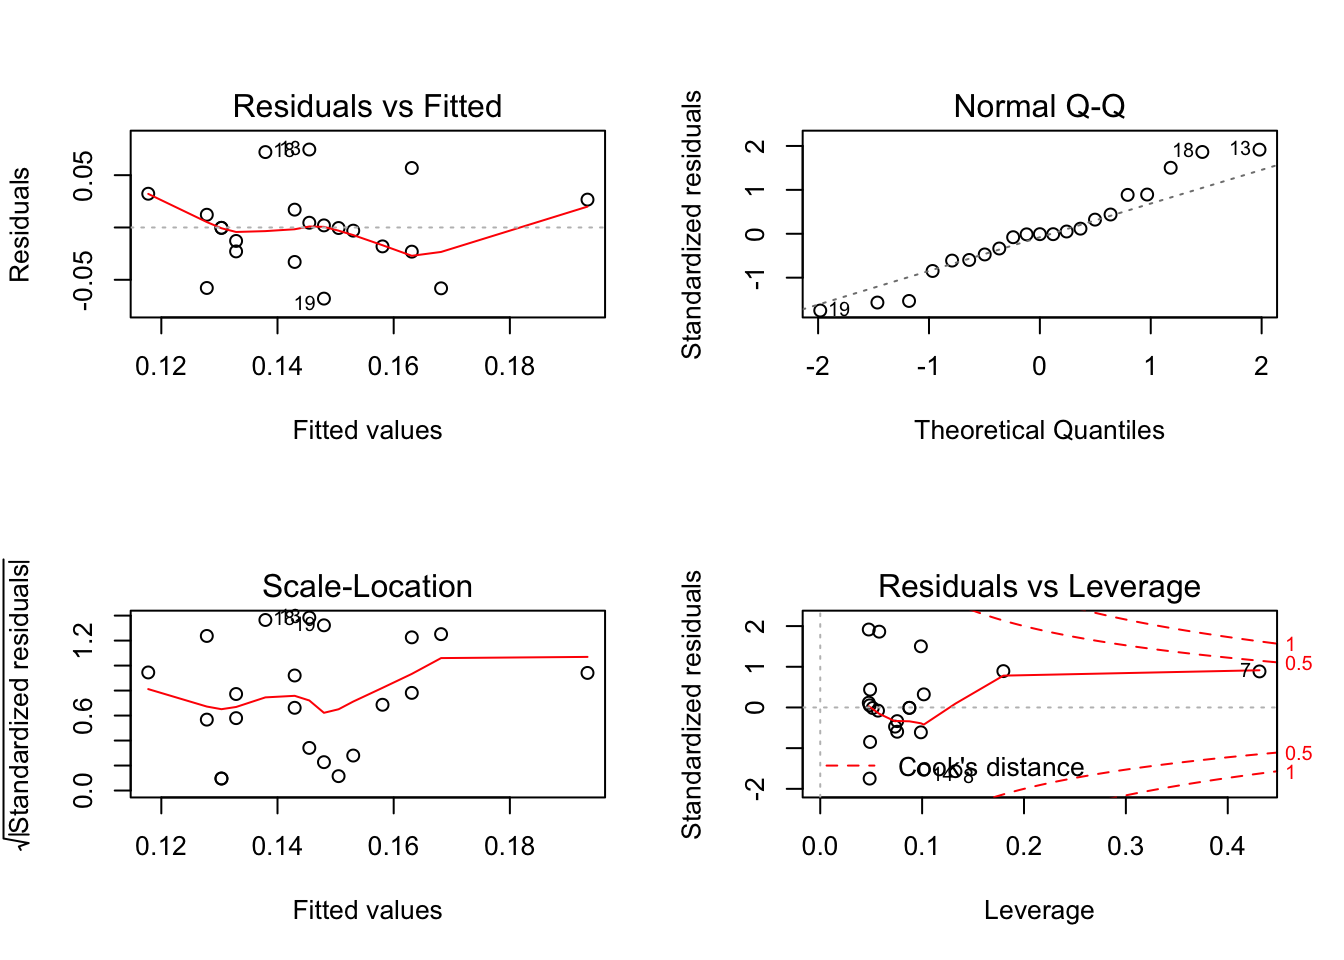 Residuals vs Fitted
Residuals
0.05
-0.05
18
13
19
0.12 0.14 0.16 0.18
Fitted values
Normal Q-Q
Standardized residuals
2
1
0
-1
18
13
19
-2 -1 0 1 2
Theoretical Quantiles
Scale-Location
√|Standardized residuals|
1.2
0.6
0.0
18
13
19
0.12 0.14 0.16 0.18
Fitted values
Residuals vs Leverage
Standardized residuals
2
1
0
-2
1
0.5
7
0.5
1
Cook's distance
14
8
0.0 0.1 0.2 0.3 0.4
Leverage